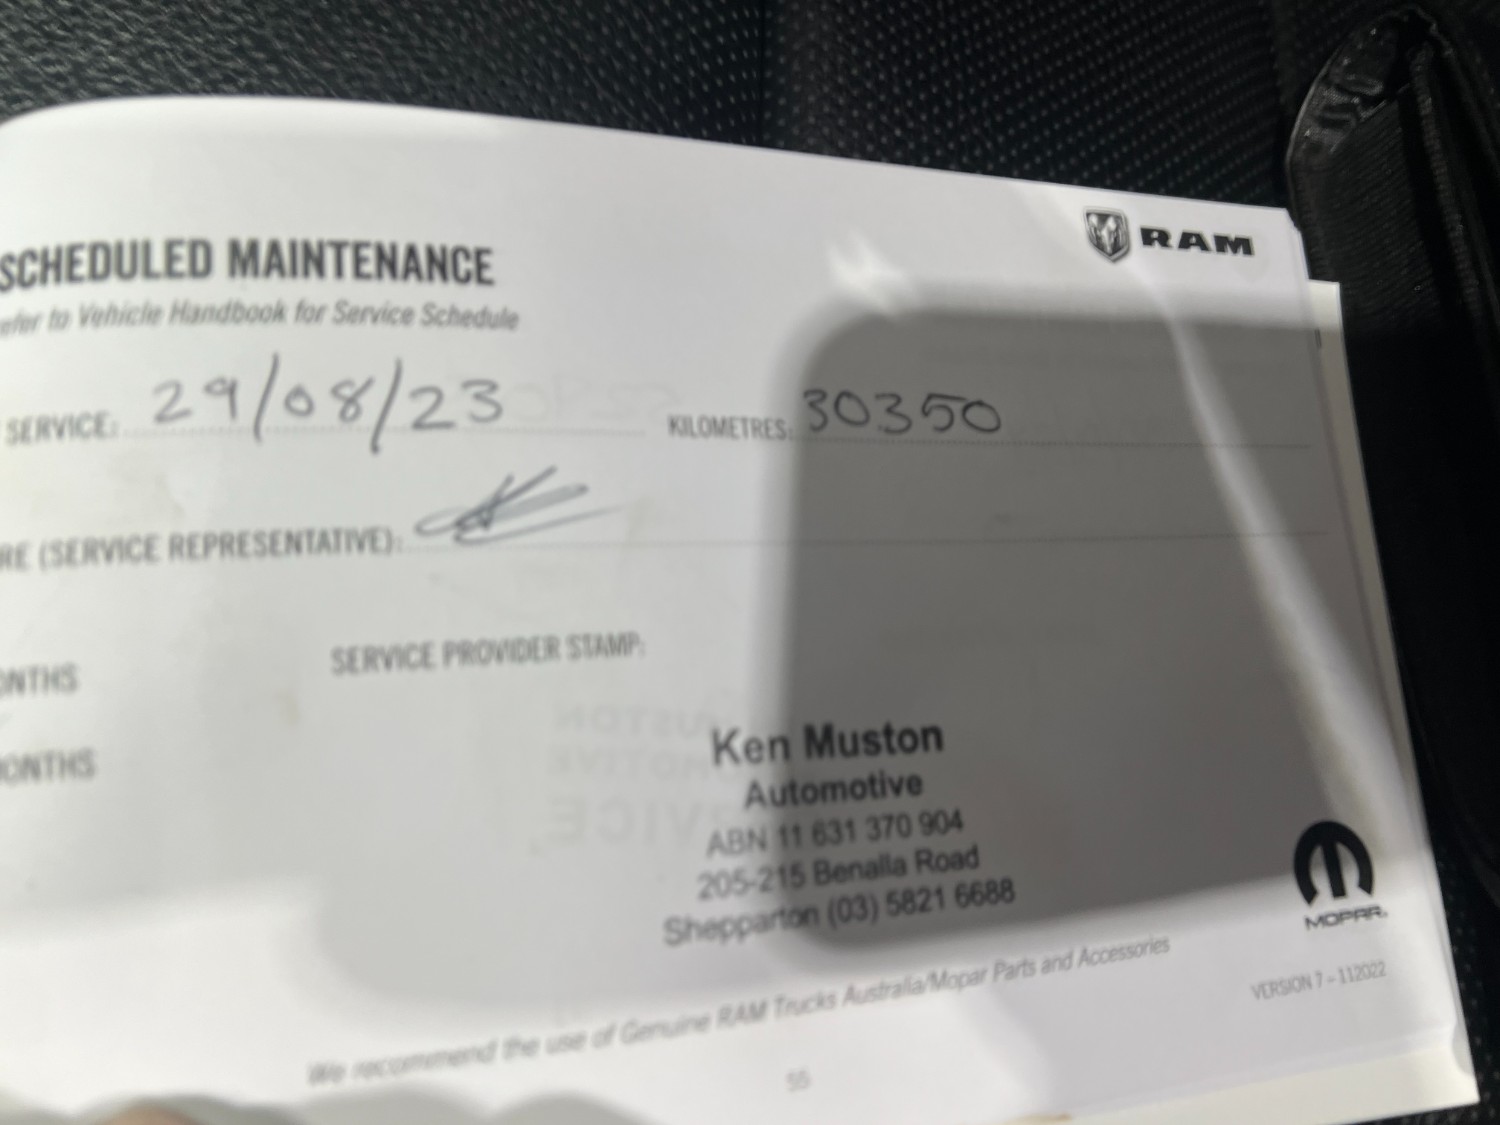 RAM
SCHEDULED MAINTENANCE
efer to Vehicle Handbook for Service Schedule
SERVICE: 29/08/23 KILOMETRES: 30350
RE (SERVICE REPRESENTATIVE):
SERVICE PROVIDER STAMP:
ONTHS
ONTHS
Ken Muston
Automotive
ABN 11 631 370 904
205-215 Benalla Road
Shepparton (03) 5821 6688
MOPAR
We recommend the use of Genuine RAM Trucks Australia/Mopar Parts and Accessories
VERSION 7 - 112022
55